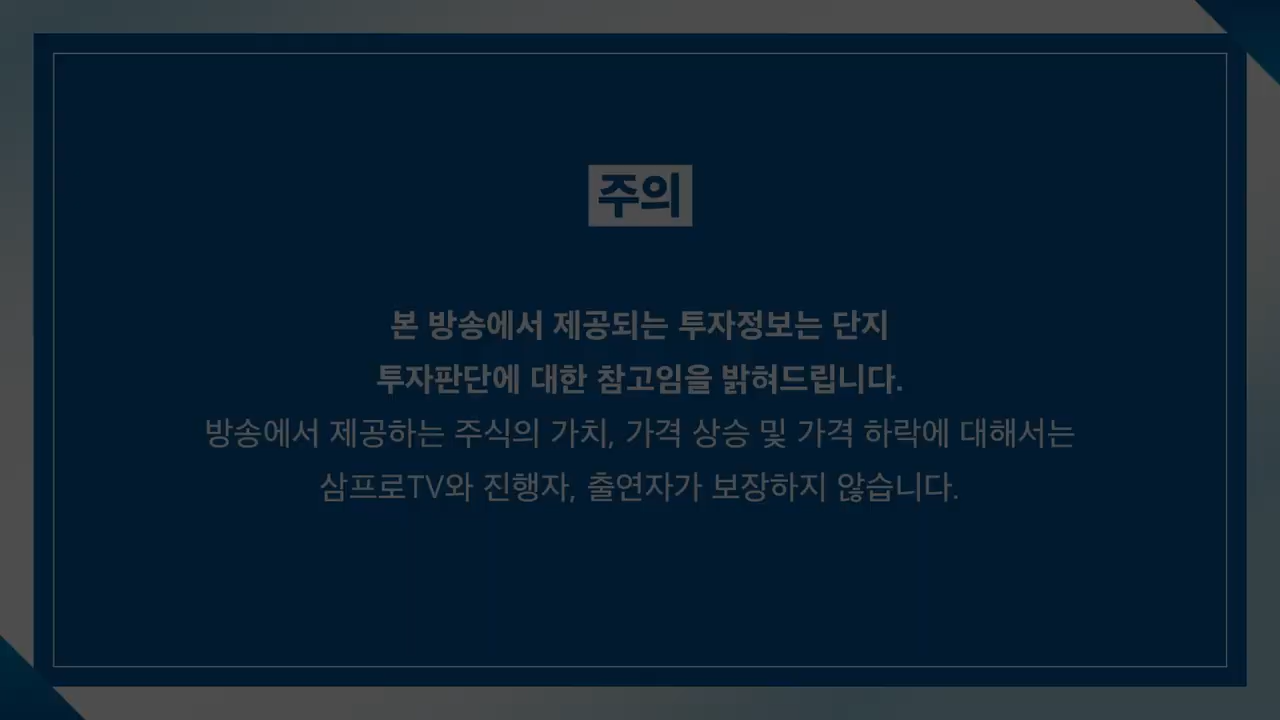 주의
본 방송에서 제공되는 투자정보는 단지
투자판단에 대한 참고임을 밝혀드립니다.
방송에서 제공하는 주식의 가치, 가격 상승 및 가격 하락에 대해서는
삼프로TV와 진행자, 출연자가 보장하지 않습니다.